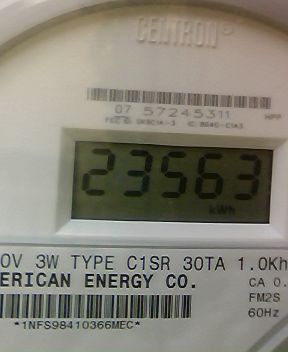 CENTRON®
07 57245311 HPP
23563
kWh
0V 3W TYPE C1SR 30TA 1.0Kh
ERICAN ENERGY CO.
CA 0.
FM2S
60Hz
*1NFS98410366MEC*